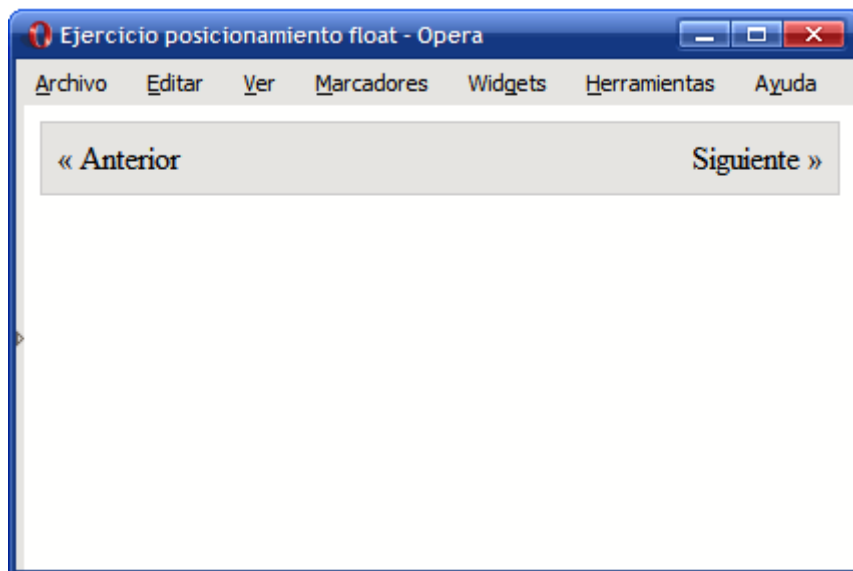 Ejercicio posicionamiento float - Opera
Archivo Editar Ver Marcadores Widgets Herramientas Ayuda
« Anterior Siguiente »